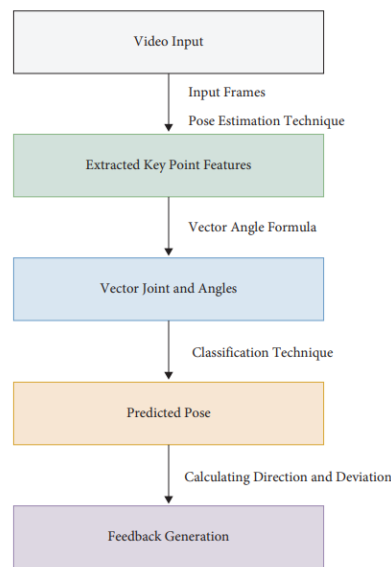 Video Input
Input Frames
Pose Estimation Technique
Extracted Key Point Features
Vector Angle Formula
Vector Joint and Angles
Classification Technique
Predicted Pose
Calculating Direction and Deviation
Feedback Generation